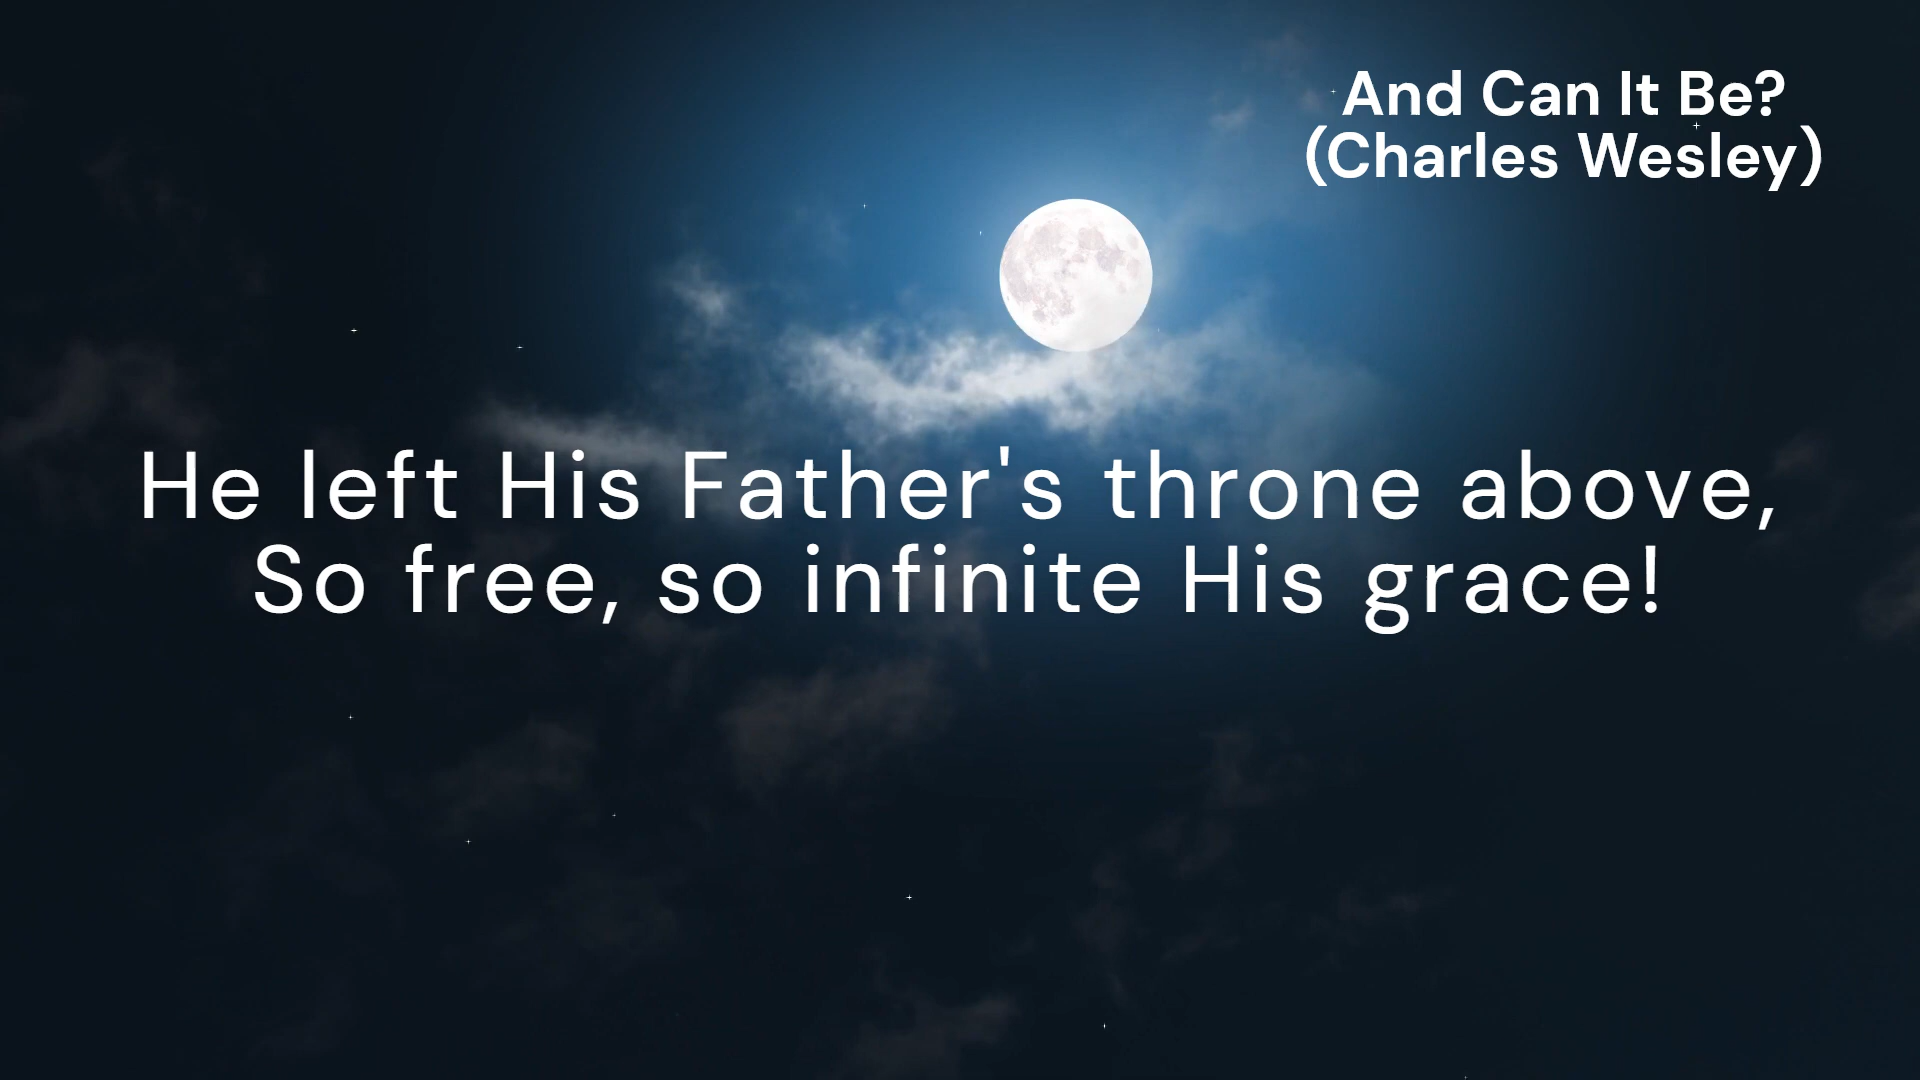 And Can It Be?
(Charles Wesley)
He left His Father's throne above,
So free, so infinite His grace!